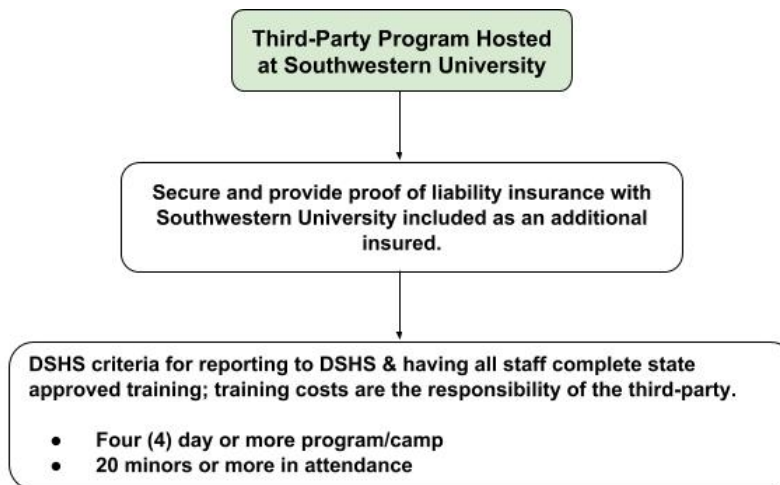 Third-Party Program Hosted
at Southwestern University
Secure and provide proof of liability insurance with
Southwestern University included as an additional
insured.
DSHS criteria for reporting to DSHS & having all staff complete state
approved training; training costs are the responsibility of the third-party.
● Four (4) day or more program/camp
● 20 minors or more in attendance